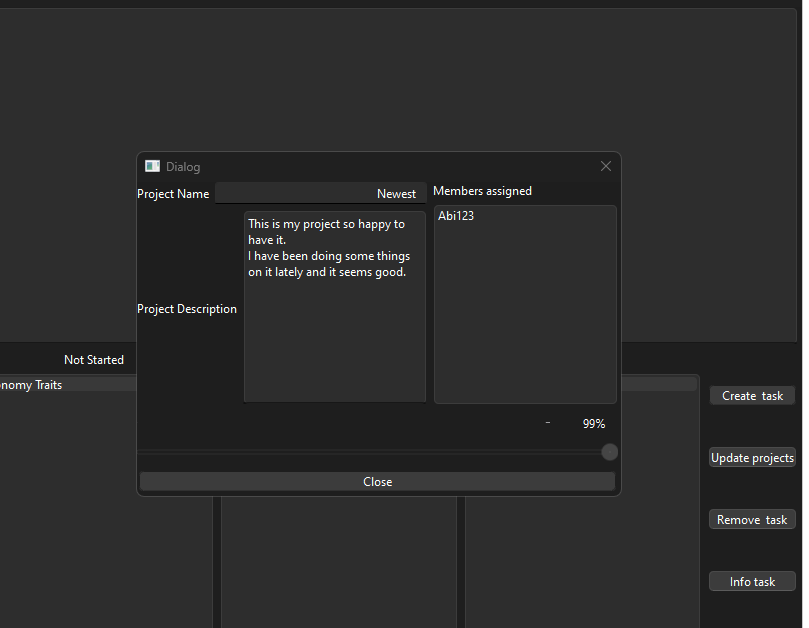 Dialog
Project Name
Newest
Members assigned
This is my project so happy to
have it.
I have been doing some things
on it lately and it seems good.
Abi123
Project Description
-
99%
Close
Not Started
onomy Traits
Create task
Update projects
Remove task
Info task